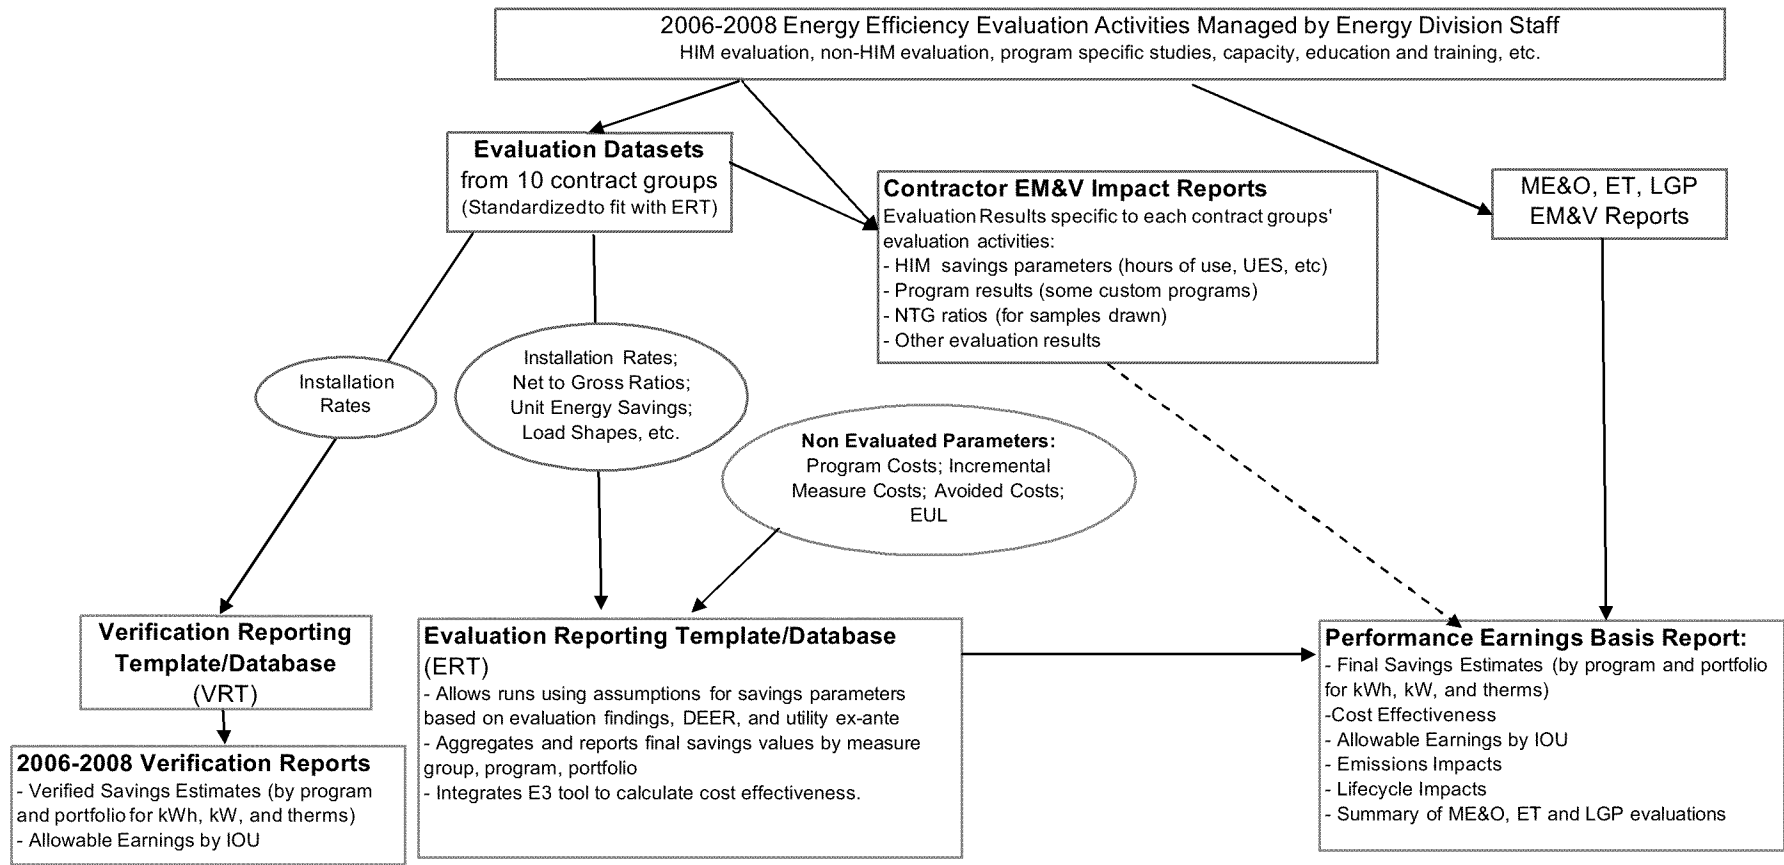 2006-2008 Energy Efficiency Evaluation Activities Managed by Energy Division Staff
HIM evaluation, non-HIM evaluation, program specific studies, capacity, education and training, etc.
Evaluation Datasets
from 10 contract groups
(Standardized to fit with ERT)
Contractor EM&V Impact Reports
Evaluation Results specific to each contract groups'
evaluation activities:
- HIM savings parameters (hours of use, UES, etc)
- Program results (some custom programs)
- NTG ratios (for samples drawn)
- Other evaluation results
ME&O, ET, LGP
EM&V Reports
Installation
Rates
Installation Rates;
Net to Gross Ratios;
Unit Energy Savings;
Load Shapes, etc.
Non Evaluated Parameters:
Program Costs; Incremental
Measure Costs; Avoided Costs;
EUL
Verification Reporting
Template/Database
(VRT)
2006-2008 Verification Reports
- Verified Savings Estimates (by program
and portfolio for kWh, kW, and therms)
- Allowable Earnings by IOU
Evaluation Reporting Template/Database
(ERT)
- Allows runs using assumptions for savings parameters
based on evaluation findings, DEER, and utility ex-ante
- Aggregates and reports final savings values by measure
group, program, portfolio
- Integrates E3 tool to calculate cost effectiveness.
Performance Earnings Basis Report:
- Final Savings Estimates (by program and portfolio
for kWh, kW, and therms)
-Cost Effectiveness
- Allowable Earnings by IOU
- Emissions Impacts
- Lifecycle Impacts
- Summary of ME&O, ET and LGP evaluations